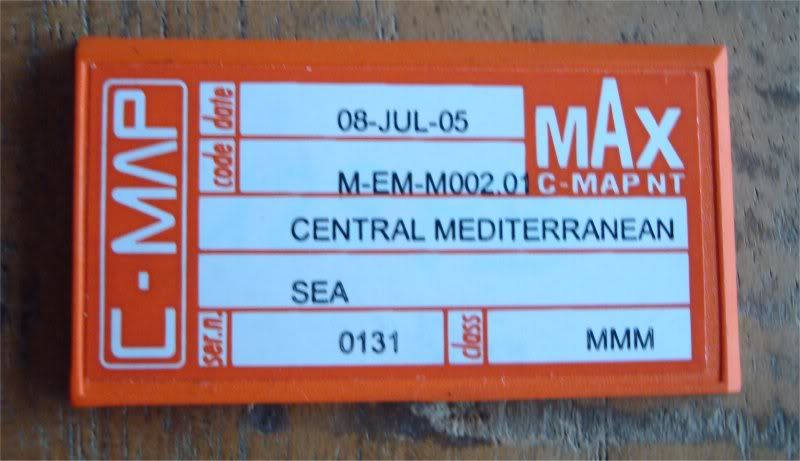 C-MAP
date 08-JUL-05
code M-EM-M002.01
MAX
C-MAP NT
CENTRAL MEDITERRANEAN
SEA
ser.n. 0131 class MMM